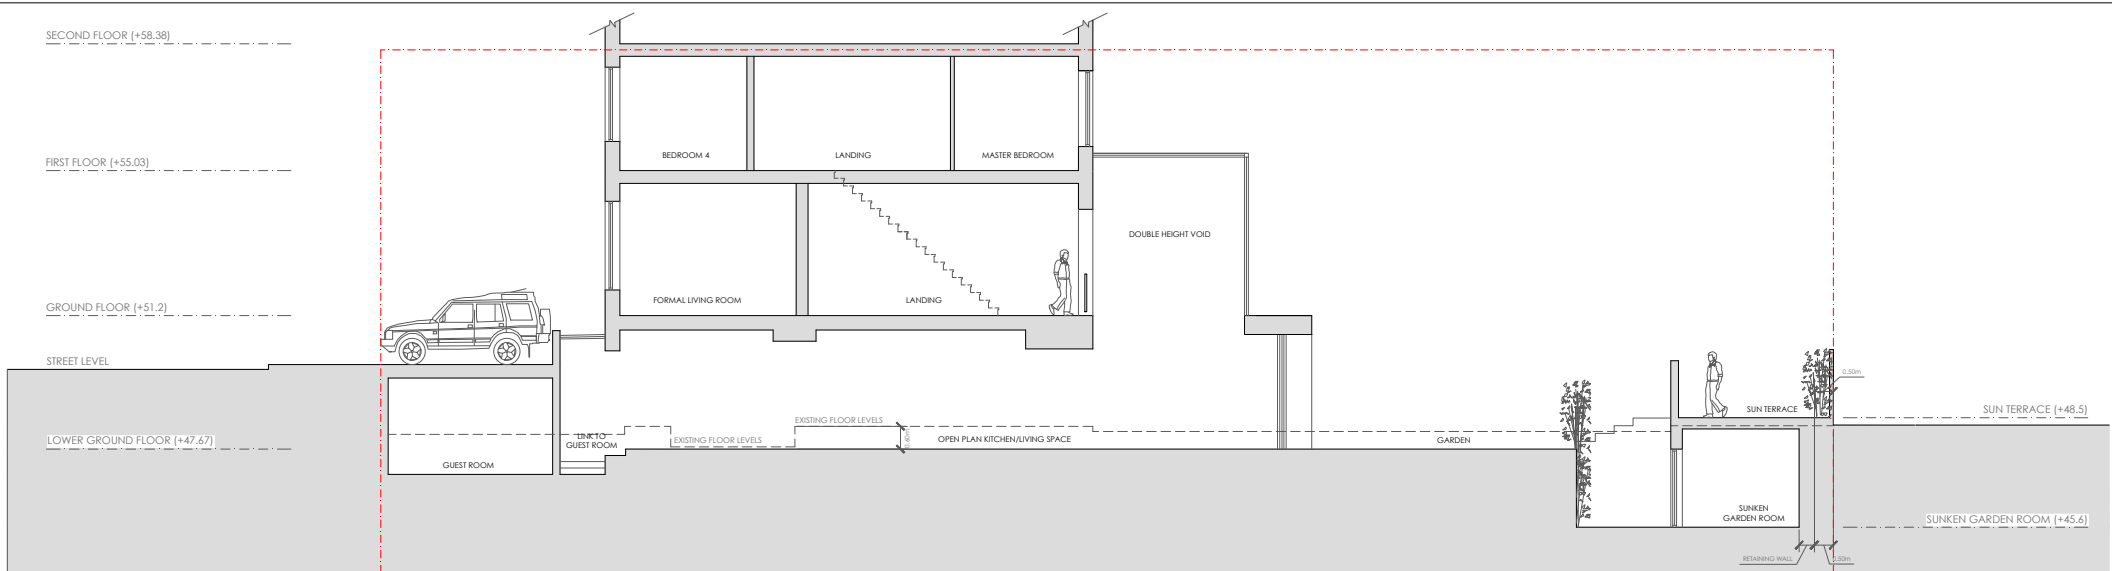 SECOND FLOOR (+58.38)
FIRST FLOOR (+55.03)
BEDROOM 4
LANDING
MASTER BEDROOM
DOUBLE HEIGHT VOID
GROUND FLOOR (+51.2)
FORMAL LIVING ROOM
LANDING
STREET LEVEL
0.50m
SUN TERRACE
SUN TERRACE (+48.5)
EXISTING FLOOR LEVELS
LOWER GROUND FLOOR (+47.67)
LINK TO
GUEST ROOM
EXISTING FLOOR LEVELS
0.60m
OPEN PLAN KITCHEN/LIVING SPACE
GARDEN
GUEST ROOM
SUNKEN
GARDEN ROOM
SUNKEN GARDEN ROOM (+45.6)
RETAINING WALL
0.50m